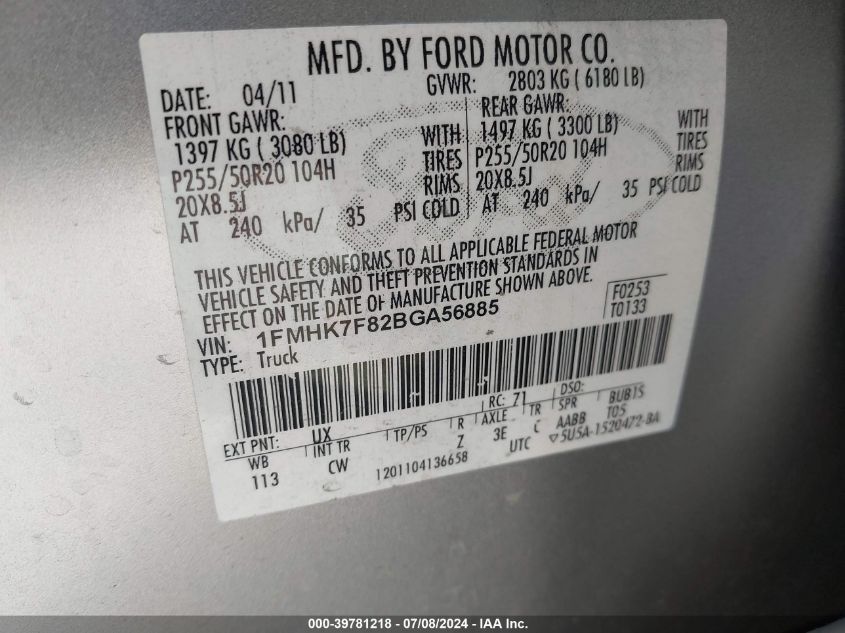 MFD. BY FORD MOTOR CO.
DATE: 04/11 GVWR: 2803 KG ( 6180 LB)
FRONT GAWR: REAR GAWR:
1397 KG ( 3080 LB) WITH 1497 KG ( 3300 LB) WITH
P255/50R20 104H TIRES P255/50R20 104H TIRES
20X8.5J RIMS 20X8.5J RIMS
AT 240 kPa/ 35 PSI COLD AT 240 kPa/ 35 PSI COLD
THIS VEHICLE CONFORMS TO ALL APPLICABLE FEDERAL MOTOR
VEHICLE SAFETY AND THEFT PREVENTION STANDARDS IN
EFFECT ON THE DATE OF MANUFACTURE SHOWN ABOVE.
F0253
VIN: 1FMHK7F82BGA56885 T0133
TYPE: Truck
EXT PNT: UX RC: 71 DSO:
WB INT TR TP/PS R AXLE TR SPR BUB1S
113 CW Z 3E C AABB T05
1201104136658 UTC ▽5U5A-1520472-BA
000-39781218 - 07/08/2024 - IAA Inc.